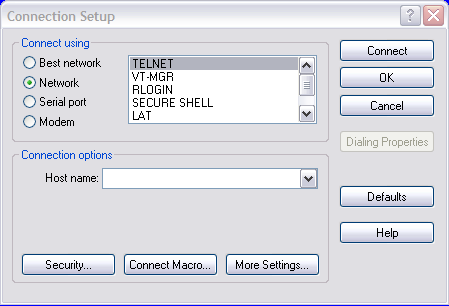 Connection Setup
Connect using
Best network
Network
Serial port
Modem
TELNET
VT-MGR
RLOGIN
SECURE SHELL
LAT
Connect
OK
Cancel
Dialing Properties
Connection options
Host name:
Defaults
Help
Security...
Connect Macro...
More Settings...